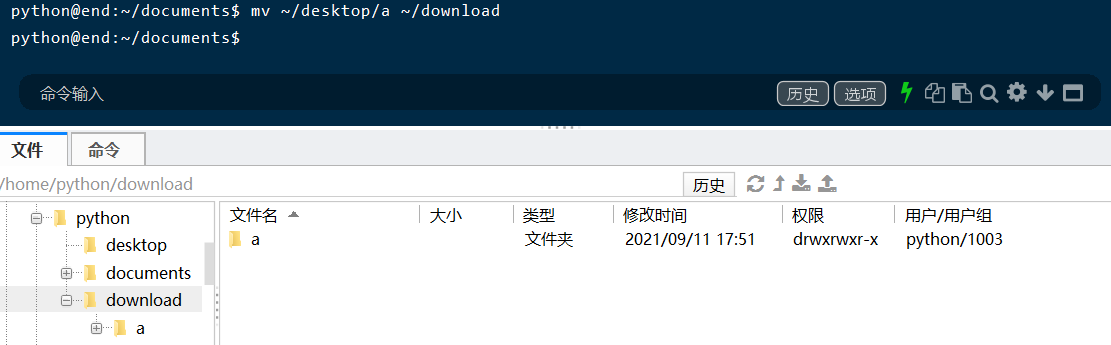 python@end:~/documents$ mv ~/desktop/a ~/download
python@end:~/documents$
命令输入
历史 选项
文件 命令
/home/python/download 历史
python
desktop
documents
download
a
文件名 大小 类型 修改时间 权限 用户/用户组
a 文件夹 2021/09/11 17:51 drwxrwxr-x python/1003